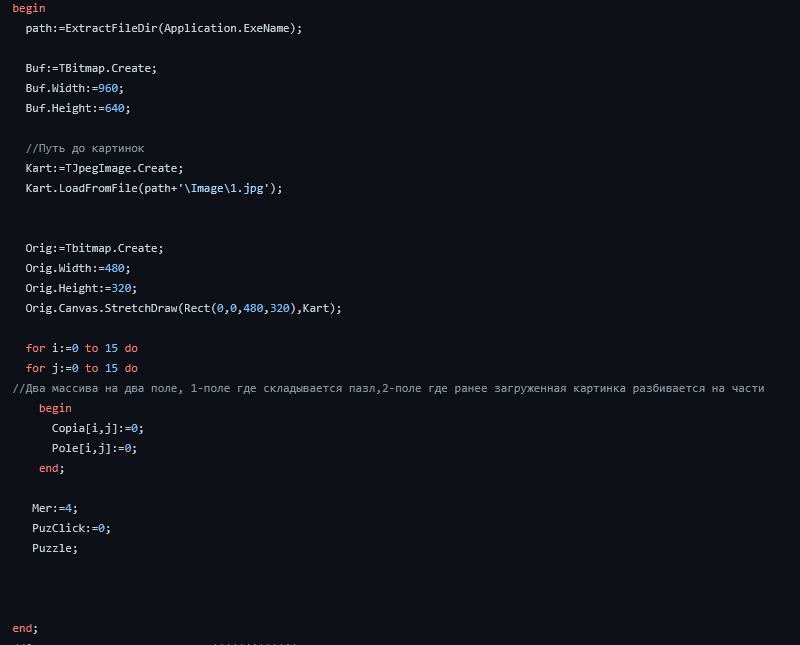 begin
path:=ExtractFileDir(Application.ExeName);
Buf:=TBitmap.Create;
Buf.Width:=960;
Buf.Height:=640;
//Путь до картинок
Kart:=TJpegImage.Create;
Kart.LoadFromFile(path+'\Image\1.jpg');
Orig:=Tbitmap.Create;
Orig.Width:=480;
Orig.Height:=320;
Orig.Canvas.StretchDraw(Rect(0,0,480,320),Kart);
for i:=0 to 15 do
for j:=0 to 15 do
//Два массива на два поле, 1-поле где складывается пазл,2-поле где ранее загруженная картинка разбивается на части
begin
Copia[i,j]:=0;
Pole[i,j]:=0;
end;
Mer:=4;
PuzClick:=0;
Puzzle;
end;